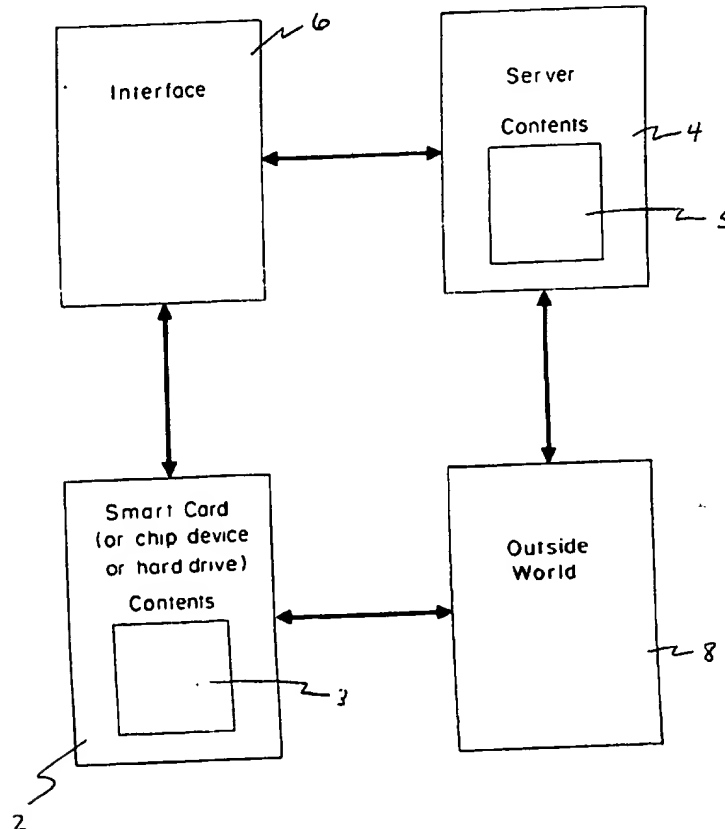 6
Interface
Server
Contents
4
5
Smart Card
(or chip device
or hard drive)
Contents
3
2
Outside
World
8